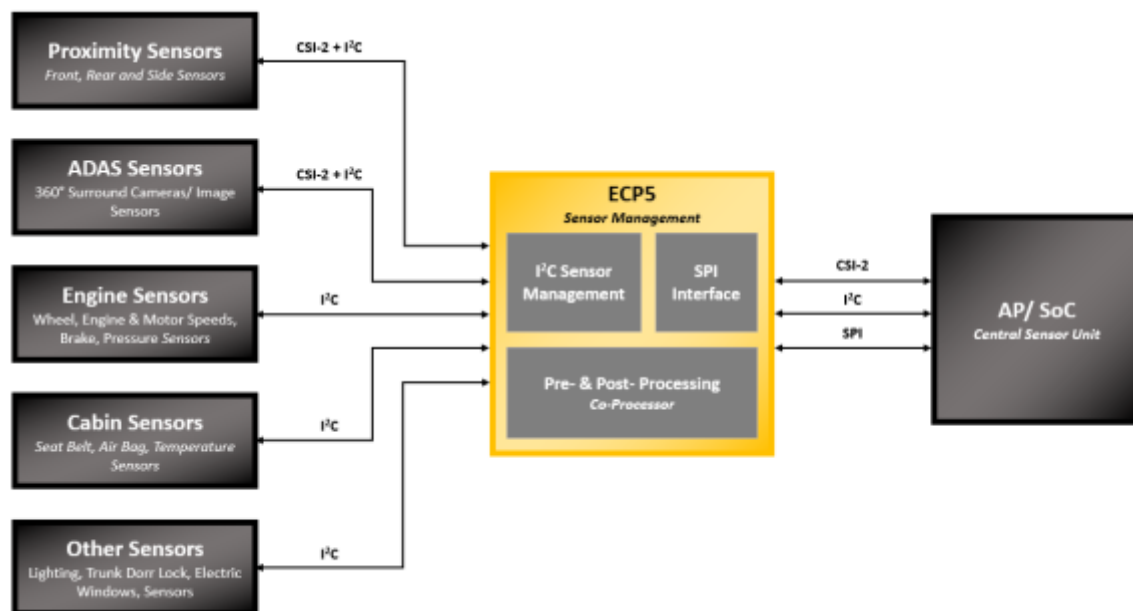 Proximity Sensors
Front, Rear and Side Sensors
CSI-2 + I²C
ADAS Sensors
360° Surround Cameras/ Image
Sensors
CSI-2 + I²C
Engine Sensors
Wheel, Engine & Motor Speeds,
Brake, Pressure Sensors
I²C
Cabin Sensors
Seat Belt, Air Bag, Temperature
Sensors
I²C
Other Sensors
Lighting, Trunk Dorr Lock, Electric
Windows, Sensors
I²C
ECP5
Sensor Management
I²C Sensor
Management
SPI
Interface
Pre- & Post- Processing
Co-Processor
CSI-2
I²C
SPI
AP/ SoC
Central Sensor Unit